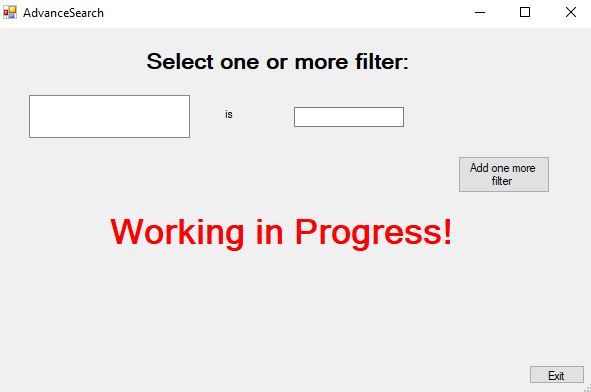 AdvanceSearch
Select one or more filter:
is
Add one more
filter
Working in Progress!
Exit